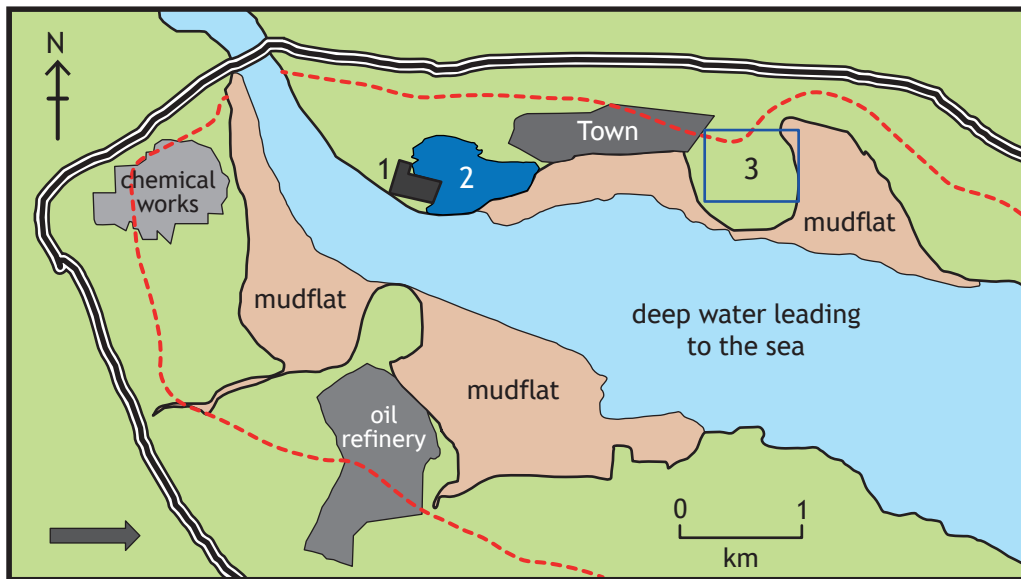 N
Town
1
2
3
chemical
works
mudflat
mudflat
deep water leading
to the sea
mudflat
oil
refinery
0 1
km